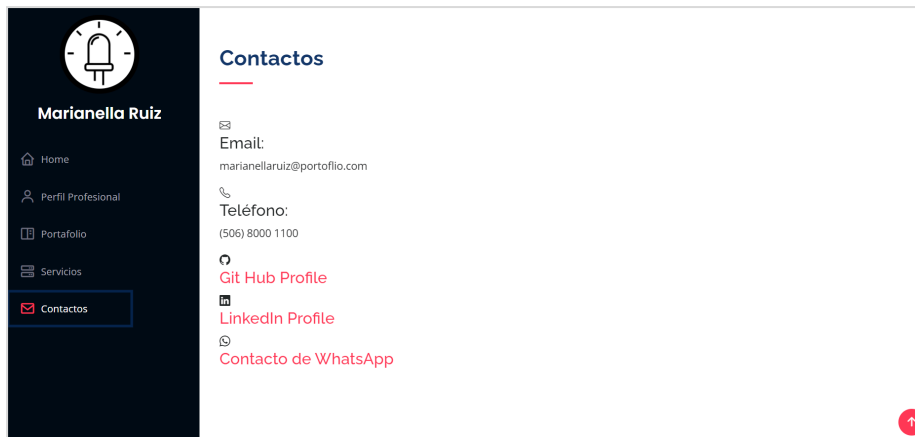 Marianella Ruiz
Home
Perfil Profesional
Portafolio
Servicios
Contactos
Contactos
Email:
marianellaruiz@portoflio.com
Teléfono:
(506) 8000 1100
Git Hub Profile
LinkedIn Profile
Contacto de WhatsApp